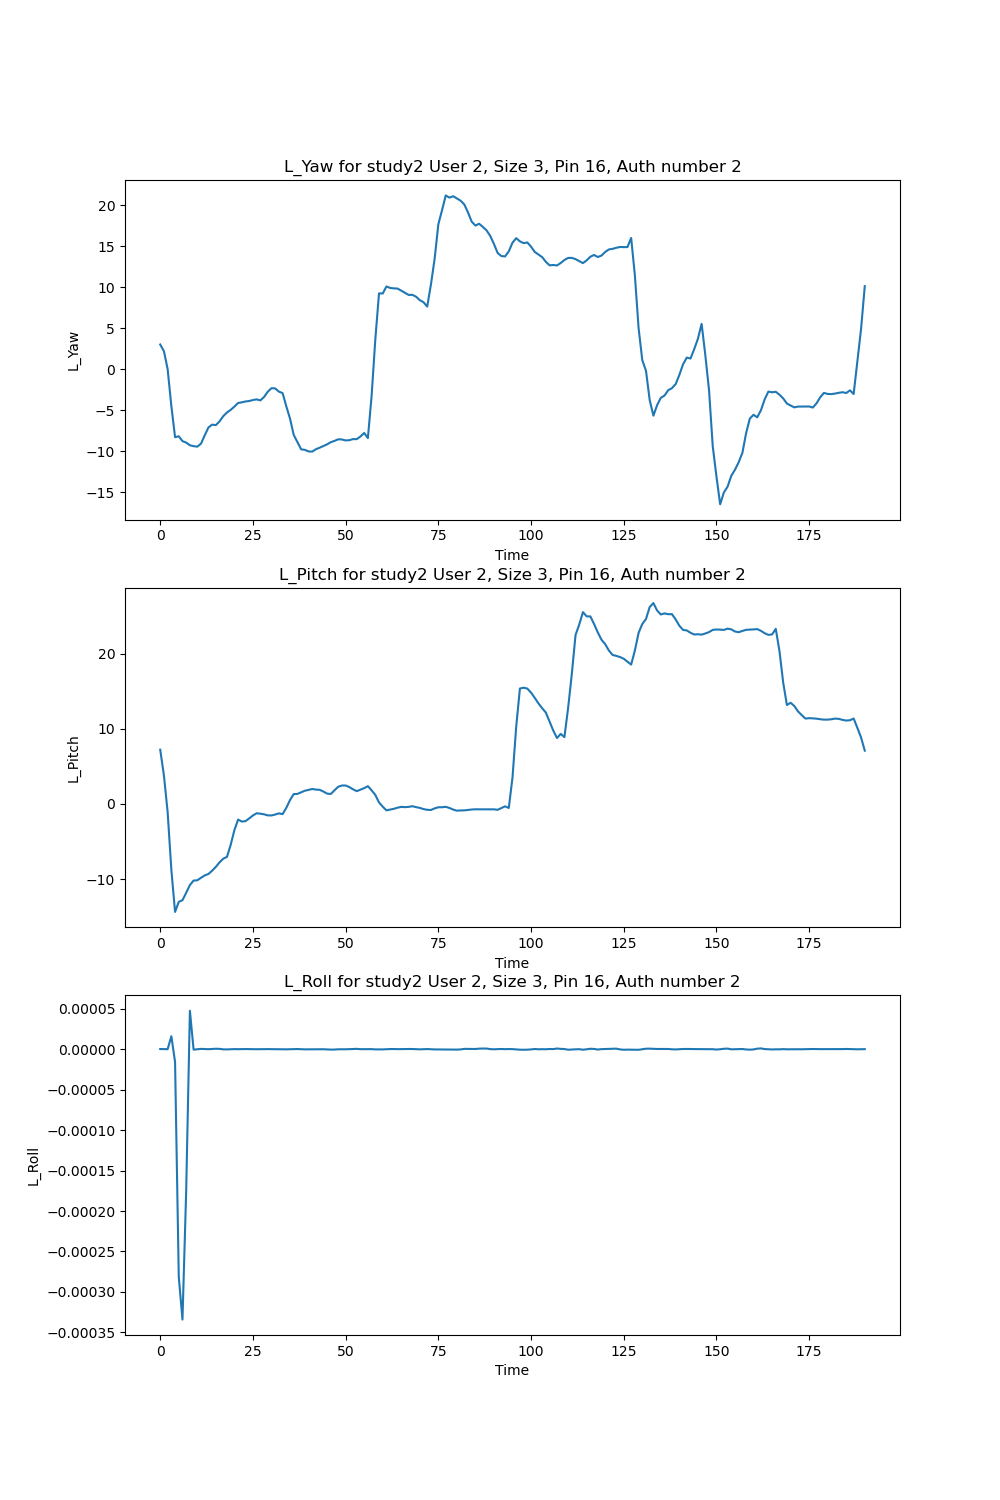 L_Yaw for study2 User 2, Size 3, Pin 16, Auth number 2
20
15
10
5
0
−5
−10
−15
L_Yaw
0 25 50 75 100 125 150 175
Time
L_Pitch for study2 User 2, Size 3, Pin 16, Auth number 2
20
10
0
−10
L_Pitch
0 25 50 75 100 125 150 175
Time
L_Roll for study2 User 2, Size 3, Pin 16, Auth number 2
0.00005
0.00000
−0.00005
−0.00010
−0.00015
−0.00020
−0.00025
−0.00030
−0.00035
L_Roll
0 25 50 75 100 125 150 175
Time